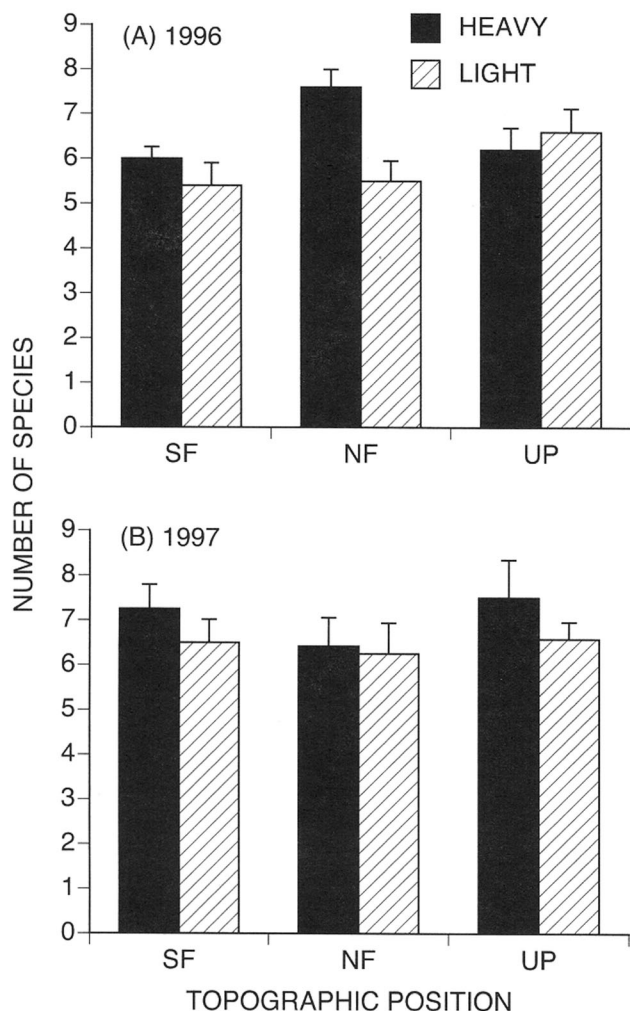 (A) 1996
HEAVY
LIGHT
9
8
7
6
5
4
3
2
1
0
SF NF UP
NUMBER OF SPECIES
(B) 1997
9
8
7
6
5
4
3
2
1
0
SF NF UP
TOPOGRAPHIC POSITION